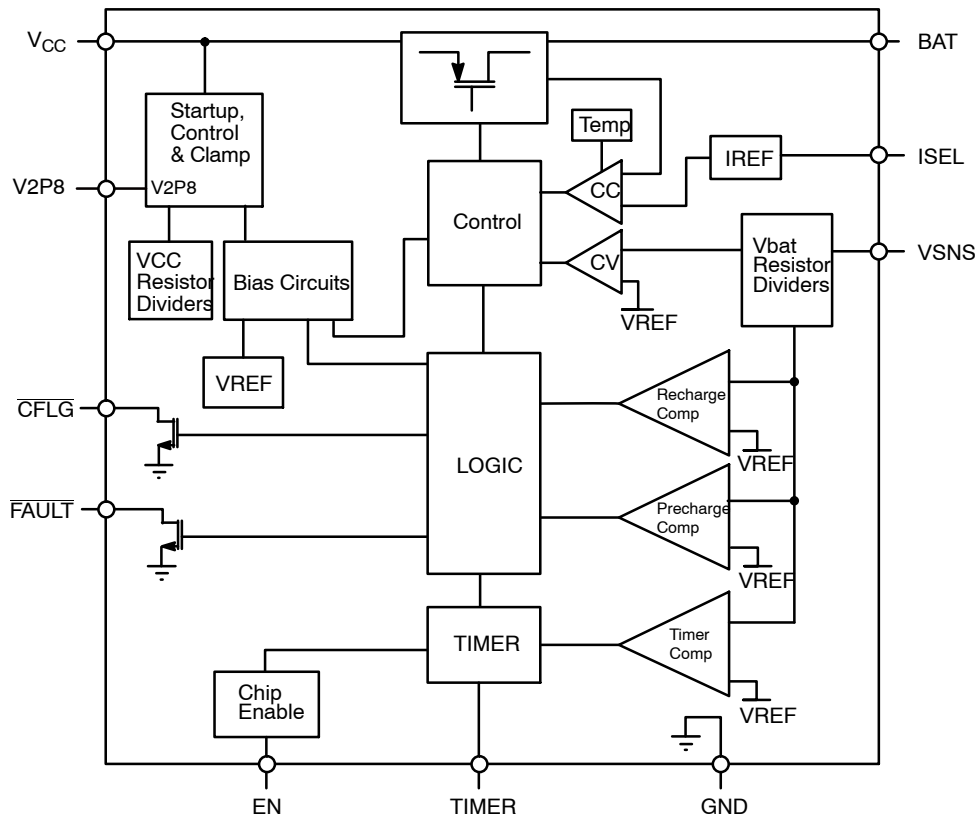 VCC
BAT
Startup,
Control
& Clamp
V2P8
V2P8
Temp
IREF
ISEL
CC
Control
CV
VREF
Vbat
Resistor
Dividers
VSNS
VCC
Resistor
Dividers
Bias Circuits
VREF
CFLG
FAULT
LOGIC
Recharge
Comp
VREF
Precharge
Comp
VREF
TIMER
Timer
Comp
VREF
Chip
Enable
EN
TIMER
GND